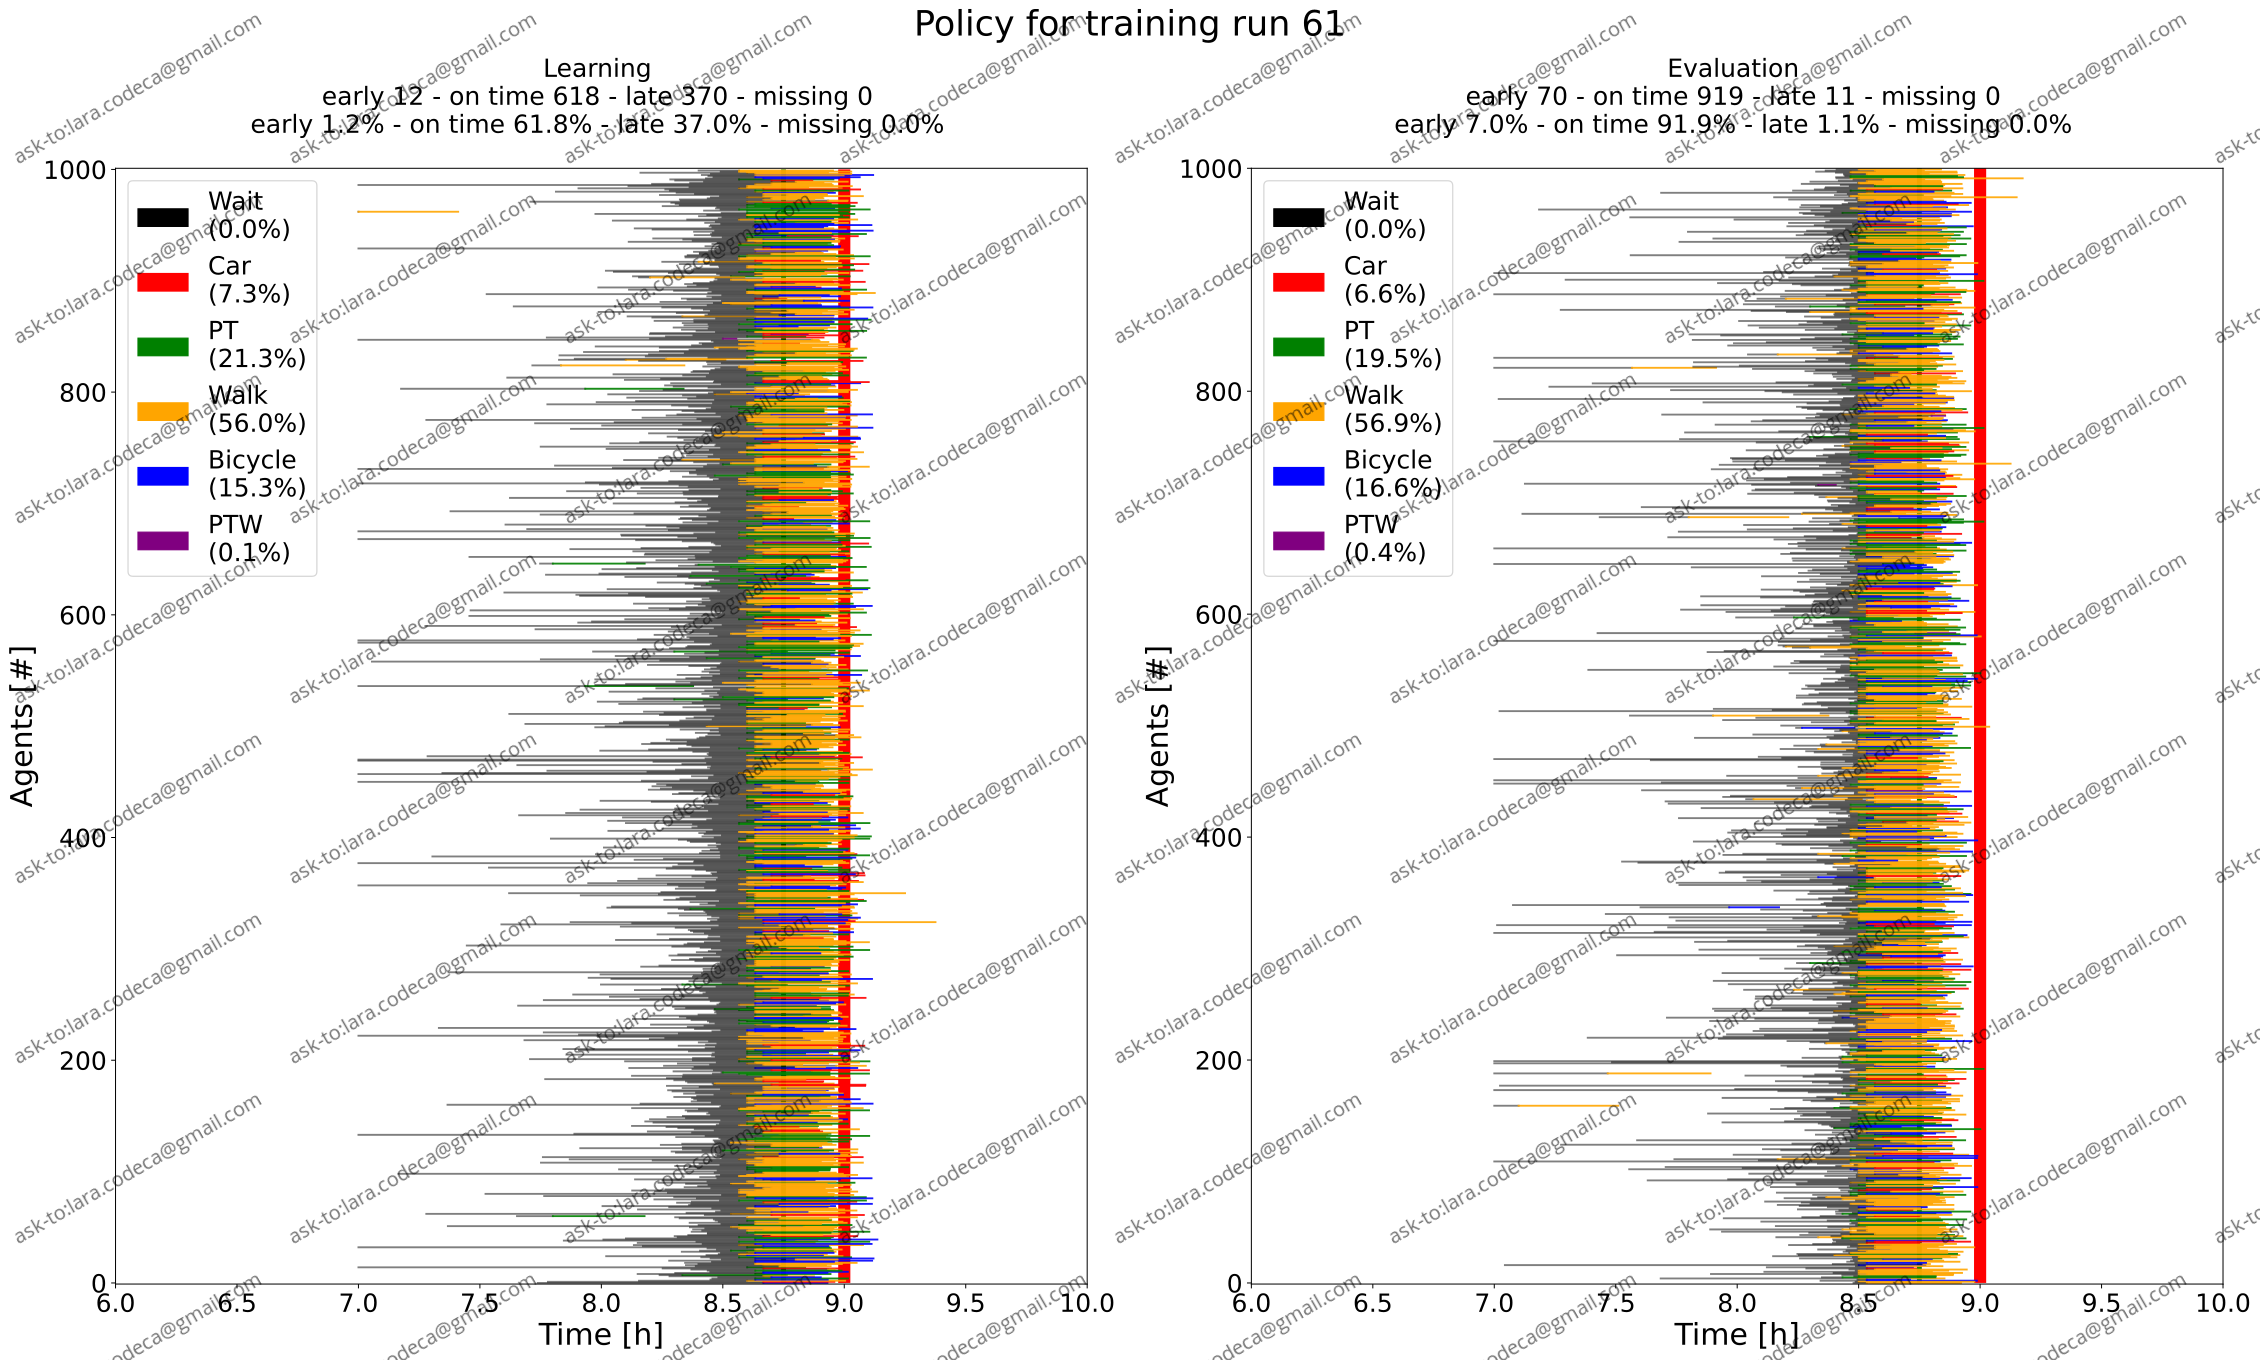 Policy for training run 61
Learning
early 12 - on time 618 - late 370 - missing 0
early 1.2% - on time 61.8% - late 37.0% - missing 0.0%
1000
800
600
400
200
0
Agents [#]
Wait
(0.0%)
Car
(7.3%)
PT
(21.3%)
Walk
(56.0%)
Bicycle
(15.3%)
PTW
(0.1%)
6.0 6.5 7.0 7.5 8.0 8.5 9.0 9.5 10.0
Time [h]
Evaluation
early 70 - on time 919 - late 11 - missing 0
early 7.0% - on time 91.9% - late 1.1% - missing 0.0%
1000
800
600
400
200
0
Agents [#]
Wait
(0.0%)
Car
(6.6%)
PT
(19.5%)
Walk
(56.9%)
Bicycle
(16.6%)
PTW
(0.4%)
6.0 6.5 7.0 7.5 8.0 8.5 9.0 9.5 10.0
Time [h]
ask-to:lara.codeca@gmail.com